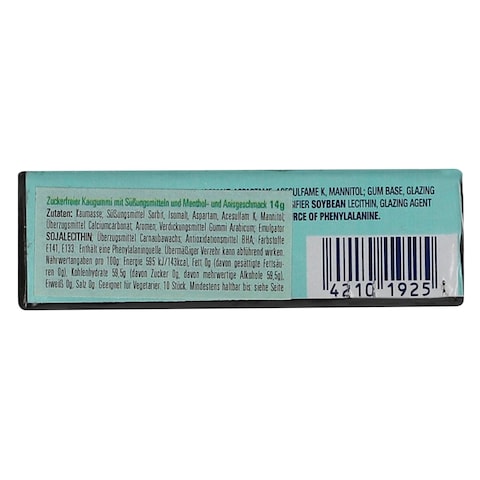 ACESULFAME K, MANNITOL; GUM BASE, GLAZING
IFIER SOYBEAN LECITHIN, GLAZING AGENT
RCE OF PHENYLALANINE.
Zuckerfreier Kaugummi mit Süßungsmitteln und Menthol- und Anisgeschmack 14g
Zutaten: Kaumasse, Süßungsmittel Sorbit, Isomalt, Aspartam, Acesulfam K, Mannitol;
Überzugsmittel Calciumcarbonat, Aromen; Verdickungsmittel Gummi Arabicum; Emulgator
SOJALECITHIN, Überzugsmittel Carnaubawachs; Antioxidationsmittel BHA; Farbstoffe
E141, E133 Enthält eine Phenylalaninquelle. Übermäßiger Verzehr kann abführend wirken.
Nährwertangaben pro 100g: Energie 595 kJ/143kcal), Fett 0g (davon gesättigte Fettsäu-
ren 0g), Kohlenhydrate 59,5g (davon Zucker 0g, davon mehrwertige Alkohole 59,5g),
Eiweiß 0g, Salz 0g. Geeignet für Vegetarier. 10 Stück. Mindestens haltbar bis siehe Seite
4210 1925